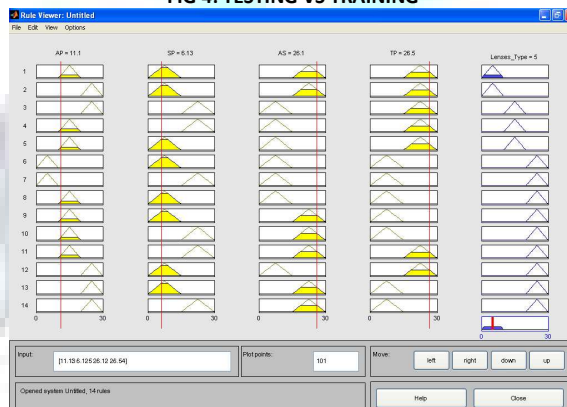 FIG 4: TESTING VS TRAINING
Rule Viewer: Untitled
File Edit View Options
AP = 11.1 SP = 6.13 AS = 26.1 TP = 26.5 Lenses_Type = 5
1
2
3
4
5
6
7
8
9
10
11
12
13
14
0 30 0 30 0 30 0 30
0 30
Input: [11.13 6.125 26.12 26.54] Plot points: 101 Move: left right down up
Opened system Untitled, 14 rules Help Close